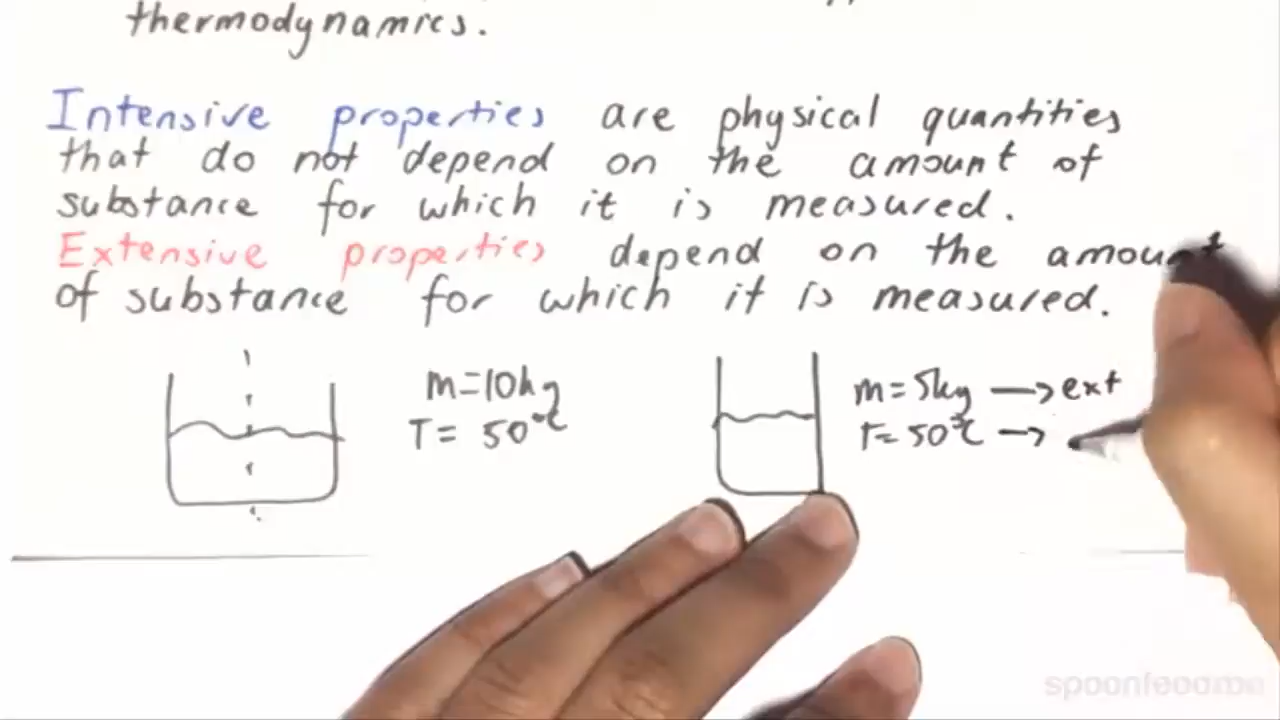 thermodynamics.
Intensive properties are physical quantities
that do not depend on the amount of
substance for which it is measured.
Extensive properties depend on the amount
of substance for which it is measured.
m=10kg
T= 50°C
m=5kg → ext
T=50°C →
spoonfeedme